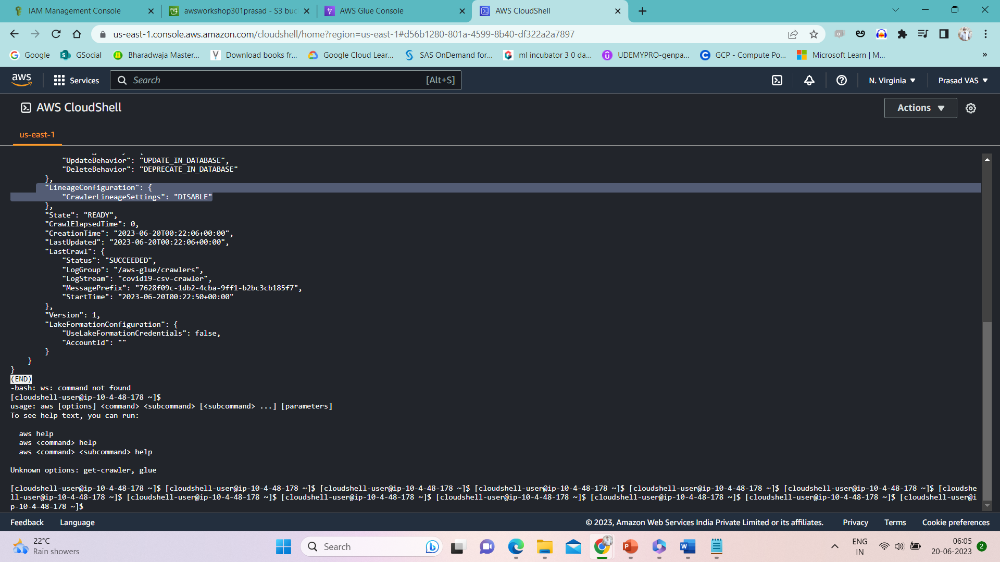 IAM Management Console
awsworkshop301prasad - S3 buc
AWS Glue Console
AWS CloudShell
us-east-1.console.aws.amazon.com/cloudshell/home?region=us-east-1#d56b1280-801a-4599-8b40-df322a2a7897
Google
GSocial
Bharadwaja Master...
Download books fr...
Google Cloud Lear...
SAS OnDemand for...
ml incubator 3 0 da...
UDEMYPRO-genpa...
GCP - Compute Po...
Microsoft Learn | M...
»
aws
Services
Search
[Alt+S]
N. Virginia
Prasad VAS
AWS CloudShell
Actions
us-east-1
"UpdateBehavior": "UPDATE_IN_DATABASE",
"DeleteBehavior": "DEPRECATE_IN_DATABASE"
},
"LineageConfiguration": {
"CrawlerLineageSettings": "DISABLE"
},
"State": "READY",
"CrawlElapsedTime": 0,
"CreationTime": "2023-06-20T00:22:06+00:00",
"LastUpdated": "2023-06-20T00:22:06+00:00",
"LastCrawl": {
"Status": "SUCCEEDED",
"LogGroup": "/aws-glue/crawlers",
"LogStream": "covid19-csv-crawler",
"MessagePrefix": "7628f09c-1db2-4cba-9ff1-b2bc3cb185f7",
"StartTime": "2023-06-20T00:22:50+00:00"
},
"Version": 1,
"LakeFormationConfiguration": {
"UseLakeFormationCredentials": false,
"AccountId": ""
}
}
}
(END)
-bash: ws: command not found
[cloudshell-user@ip-10-4-48-178 ~]$
usage: aws [options] <command> <subcommand> [<subcommand> ...] [parameters]
To see help text, you can run:
aws help
aws <command> help
aws <command> <subcommand> help
Unknown options: get-crawler, glue
[cloudshell-user@ip-10-4-48-178 ~]$ [cloudshell-user@ip-10-4-48-178 ~]$ [cloudshell-user@ip-10-4-48-178 ~]$ [cloudshell-user@ip-10-4-48-178 ~]$ [cloudshell-user@ip-10-4-48-178 ~]$ [cloudshell-user@ip-10-4-48-178 ~]$ [cloudshe
ll-user@ip-10-4-48-178 ~]$ [cloudshell-user@ip-10-4-48-178 ~]$ [cloudshell-user@ip-10-4-48-178 ~]$ [cloudshell-user@ip-10-4-48-178 ~]$ [cloudshell-user@ip-10-4-48-178 ~]$ [cloudshell-user@ip-10-4-48-178 ~]$ [cloudshell-user@i
p-10-4-48-178 ~]$
Feedback
Language
© 2023, Amazon Web Services India Private Limited or its affiliates.
Privacy
Terms
Cookie preferences
22°C
Rain showers
Search
ENG
IN
06:05
20-06-2023
2